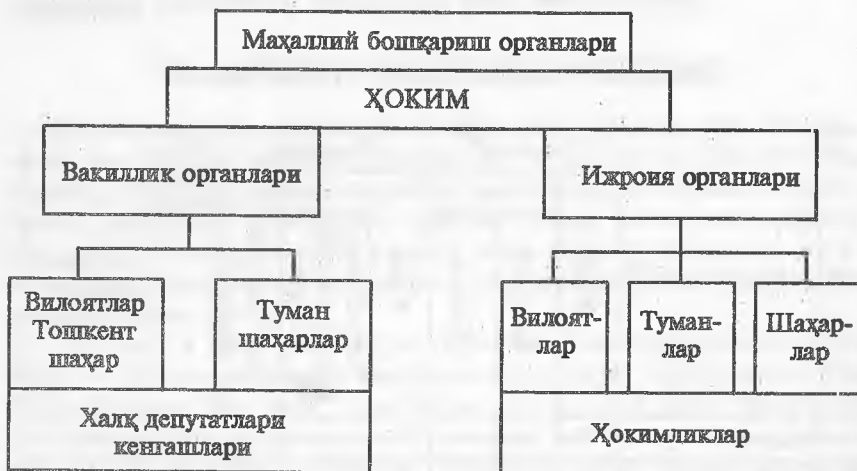 Маҳаллий бошқариш органлари
ҲОКИМ
Вакиллик органлари
Ижроия органлари
Вилоятлар
Тошкент
шаҳар
Туман
шаҳарлар
Вилоят-
лар
Туман-
лар
Шаҳар-
лар
Халқ депутатлари
кенгашлари
Ҳокимликлар